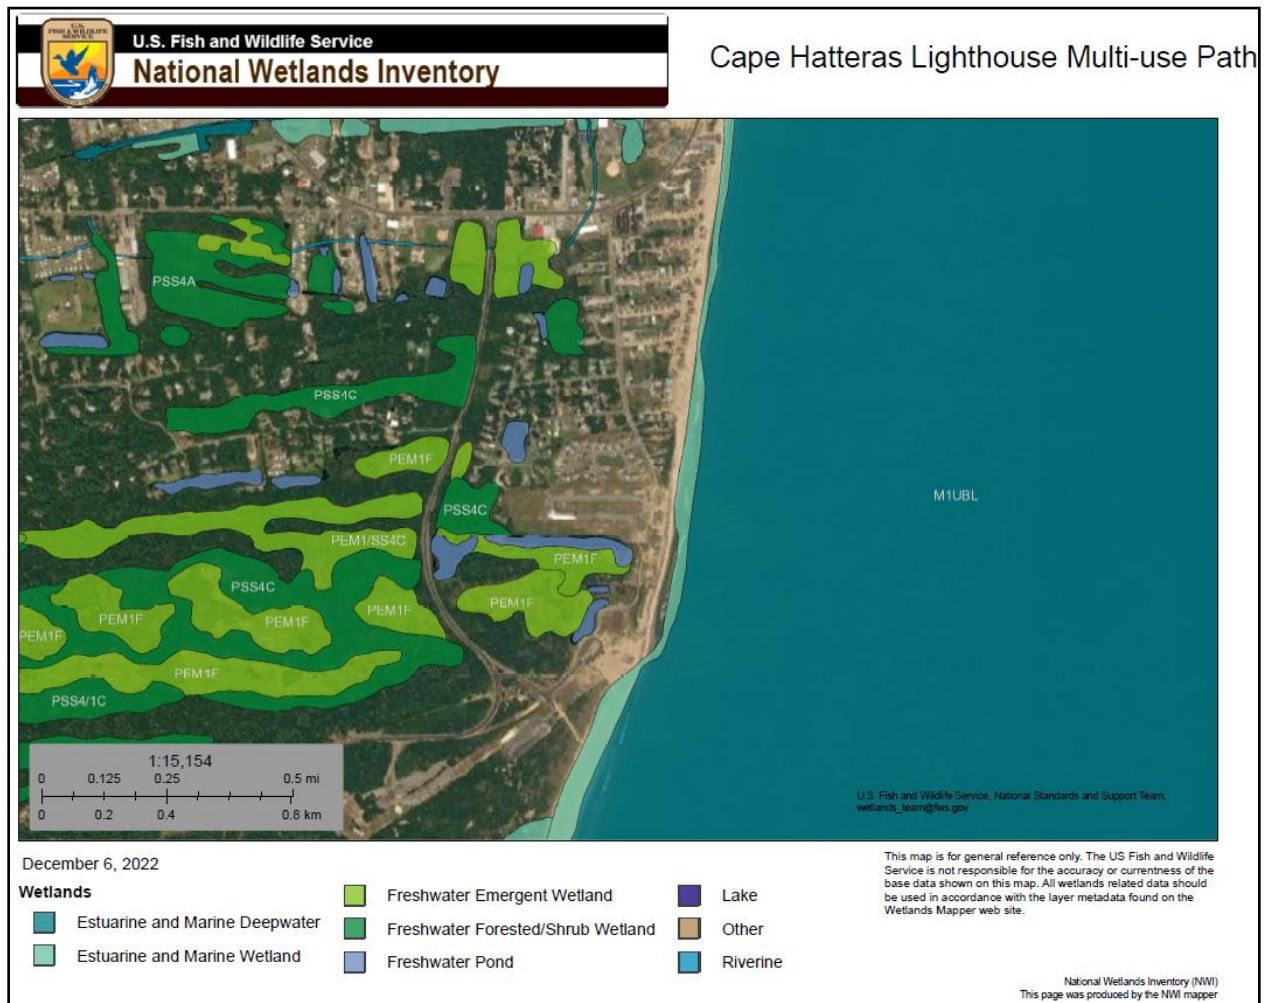 U.S.
FISH & WILDLIFE
SERVICE
U.S. Fish and Wildlife Service
National Wetlands Inventory
Cape Hatteras Lighthouse Multi-use Path
PSS4A
PSS4C
PEM1F
PSS4C
M1UBL
PEM1/SS4C
PEM1F
PSS4C
PEM1F
PEM1F
PEM1F
PEM1F
PEM1F
PEM1F
PSS4/1C
1:15,154
0 0.125 0.25 0.5 mi
0 0.2 0.4 0.8 km
U.S. Fish and Wildlife Service, National Standards and Support Team,
wetlands_team@fws.gov
December 6, 2022
Wetlands
Estuarine and Marine Deepwater
Estuarine and Marine Wetland
Freshwater Emergent Wetland
Freshwater Forested/Shrub Wetland
Freshwater Pond
Lake
Other
Riverine
This map is for general reference only. The US Fish and Wildlife
Service is not responsible for the accuracy or currentness of the
base data shown on this map. All wetlands related data should
be used in accordance with the layer metadata found on the
Wetlands Mapper web site.
National Wetlands Inventory (NWI)
This page was produced by the NWI mapper